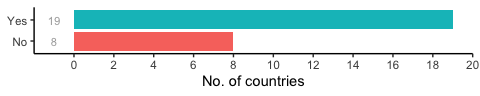 Yes 19
No 8
0 2 4 6 8 10 12 14 16 18 20
No. of countries